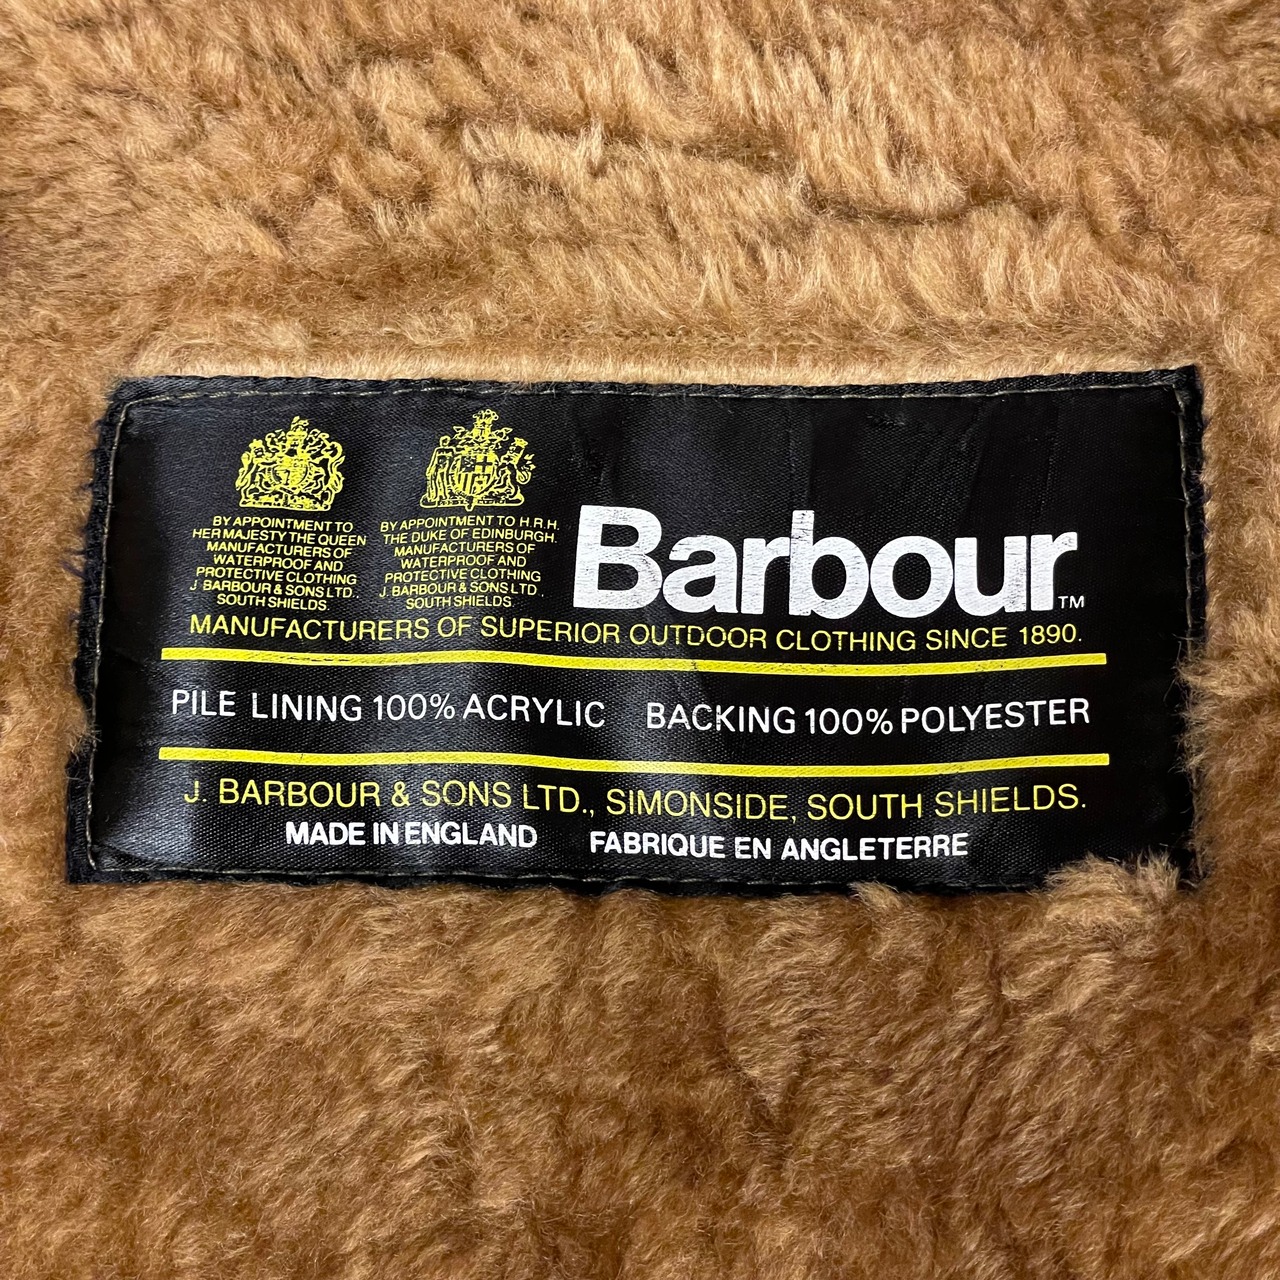 BY APPOINTMENT TO
HER MAJESTY THE QUEEN
MANUFACTURERS OF
WATERPROOF AND
PROTECTIVE CLOTHING
J. BARBOUR & SONS LTD.,
SOUTH SHIELDS.
BY APPOINTMENT TO H.R.H.
THE DUKE OF EDINBURGH.
MANUFACTURERS OF
WATERPROOF AND
PROTECTIVE CLOTHING
J. BARBOUR & SONS LTD.
SOUTH SHIELDS.
Barbour™
MANUFACTURERS OF SUPERIOR OUTDOOR CLOTHING SINCE 1890.
PILE LINING 100% ACRYLIC BACKING 100% POLYESTER
J. BARBOUR & SONS LTD., SIMONSIDE, SOUTH SHIELDS.
MADE IN ENGLAND FABRIQUE EN ANGLETERRE